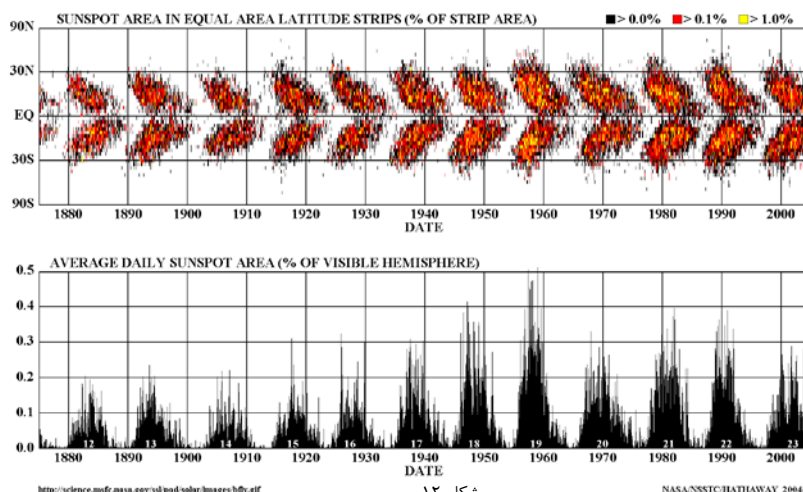 SUNSPOT AREA IN EQUAL AREA LATITUDE STRIPS (% OF STRIP AREA) > 0.0% > 0.1% > 1.0%
90N
30N
EQ
30S
90S
1880 1890 1900 1910 1920 1930 1940 1950 1960 1970 1980 1990 2000
DATE
AVERAGE DAILY SUNSPOT AREA (% OF VISIBLE HEMISPHERE)
0.5
0.4
0.3
0.2
0.1
0.0
12 13 14 15 16 17 18 19 20 21 22 23
1880 1890 1900 1910 1920 1930 1940 1950 1960 1970 1980 1990 2000
DATE
http://science.msfc.nasa.gov/ssl/pad/solar/images/bfly.gif ۱۲ NASA/NSSTC/HATHAWAY 2004